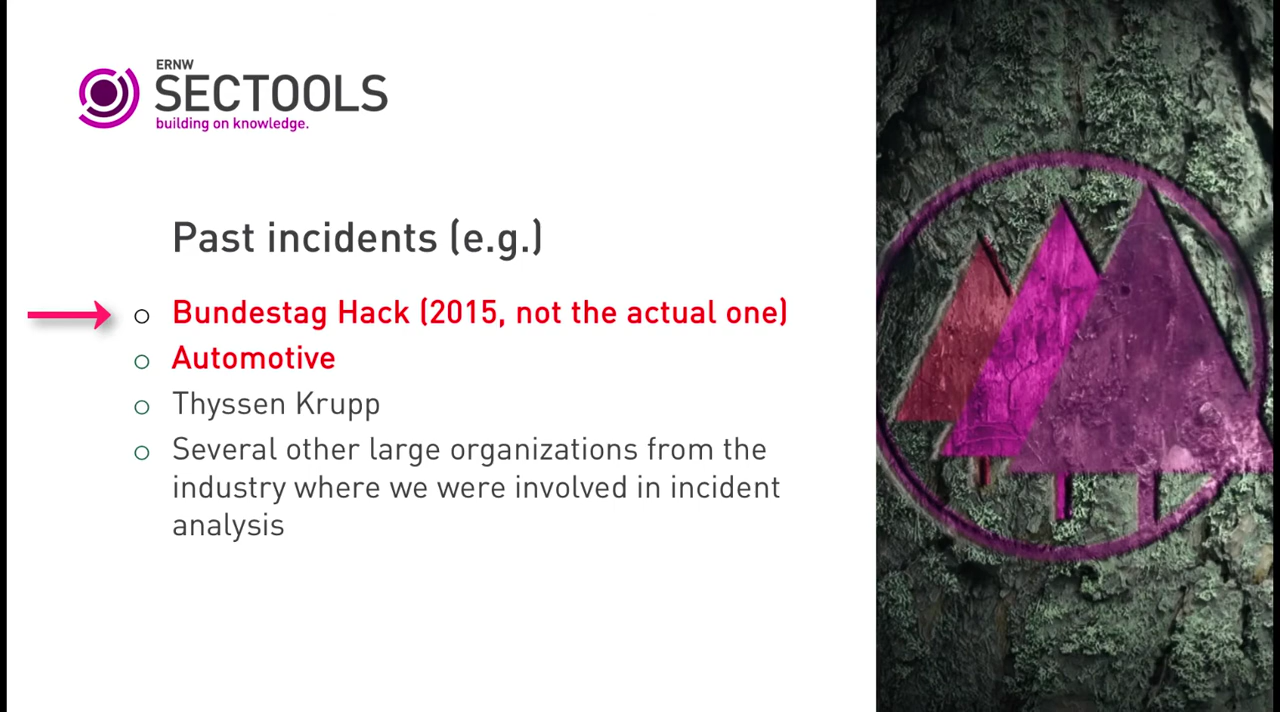 ERNW
SECTOOLS
building on knowledge.
Past incidents (e.g.)
Bundestag Hack (2015, not the actual one)
Automotive
Thyssen Krupp
Several other large organizations from the
industry where we were involved in incident
analysis